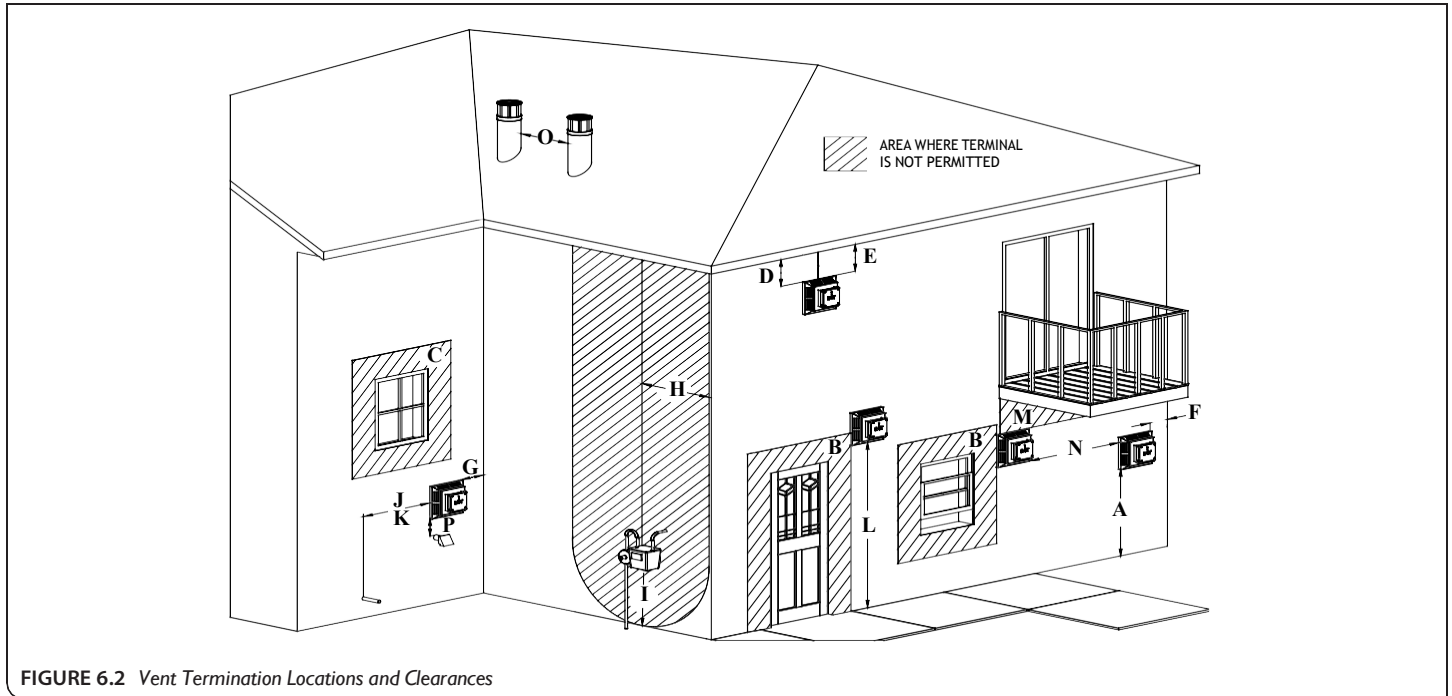 O
AREA WHERE TERMINAL
IS NOT PERMITTED
D
E
C
H
G
J
K
P
I
B
L
B
M
N
F
A
FIGURE 6.2 Vent Termination Locations and Clearances